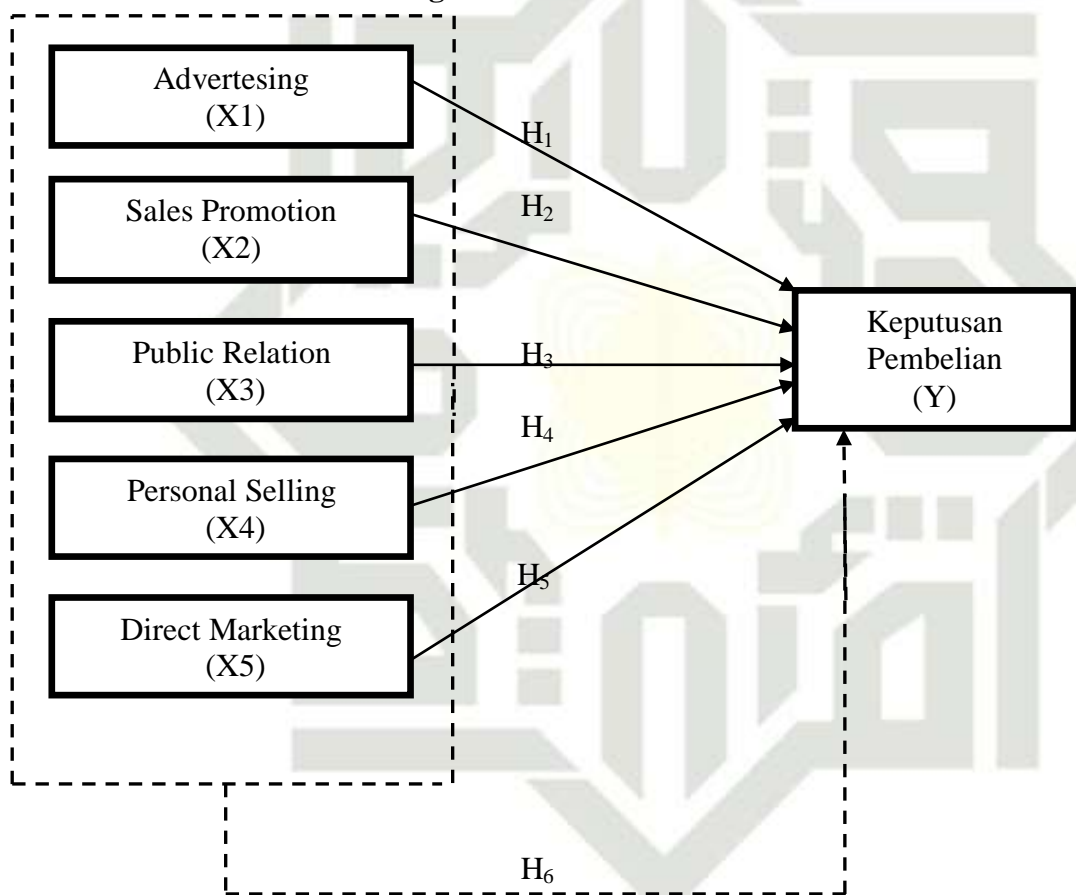 Advertesing
(X1)
H₁
Sales Promotion
(X2)
H₂
Public Relation
(X3)
H₃
Keputusan
Pembelian
(Y)
Personal Selling
(X4)
H₄
Direct Marketing
(X5)
H₅
H₆